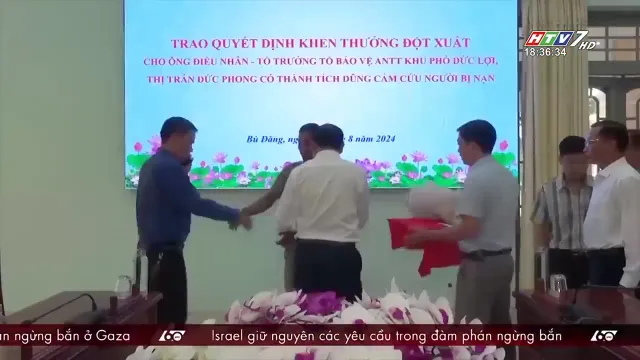 HTV7 HD
18:36:34
TRAO QUYẾT ĐỊNH KHEN THƯỞNG ĐỘT XUẤT
CHO ÔNG ĐIỂU NHÂN - TỔ TRƯỞNG TỔ BẢO VỆ ANTT KHU PHỐ ĐỨC LỢI,
THỊ TRẤN ĐỨC PHONG CÓ THÀNH TÍCH DŨNG CẢM CỨU NGƯỜI BỊ NẠN
Bù Đăng, 8 năm 2024
ngừng bắn ở Gaza 60 Israel giữ nguyên các yêu cầu trong đàm phán ngừng bắn 60